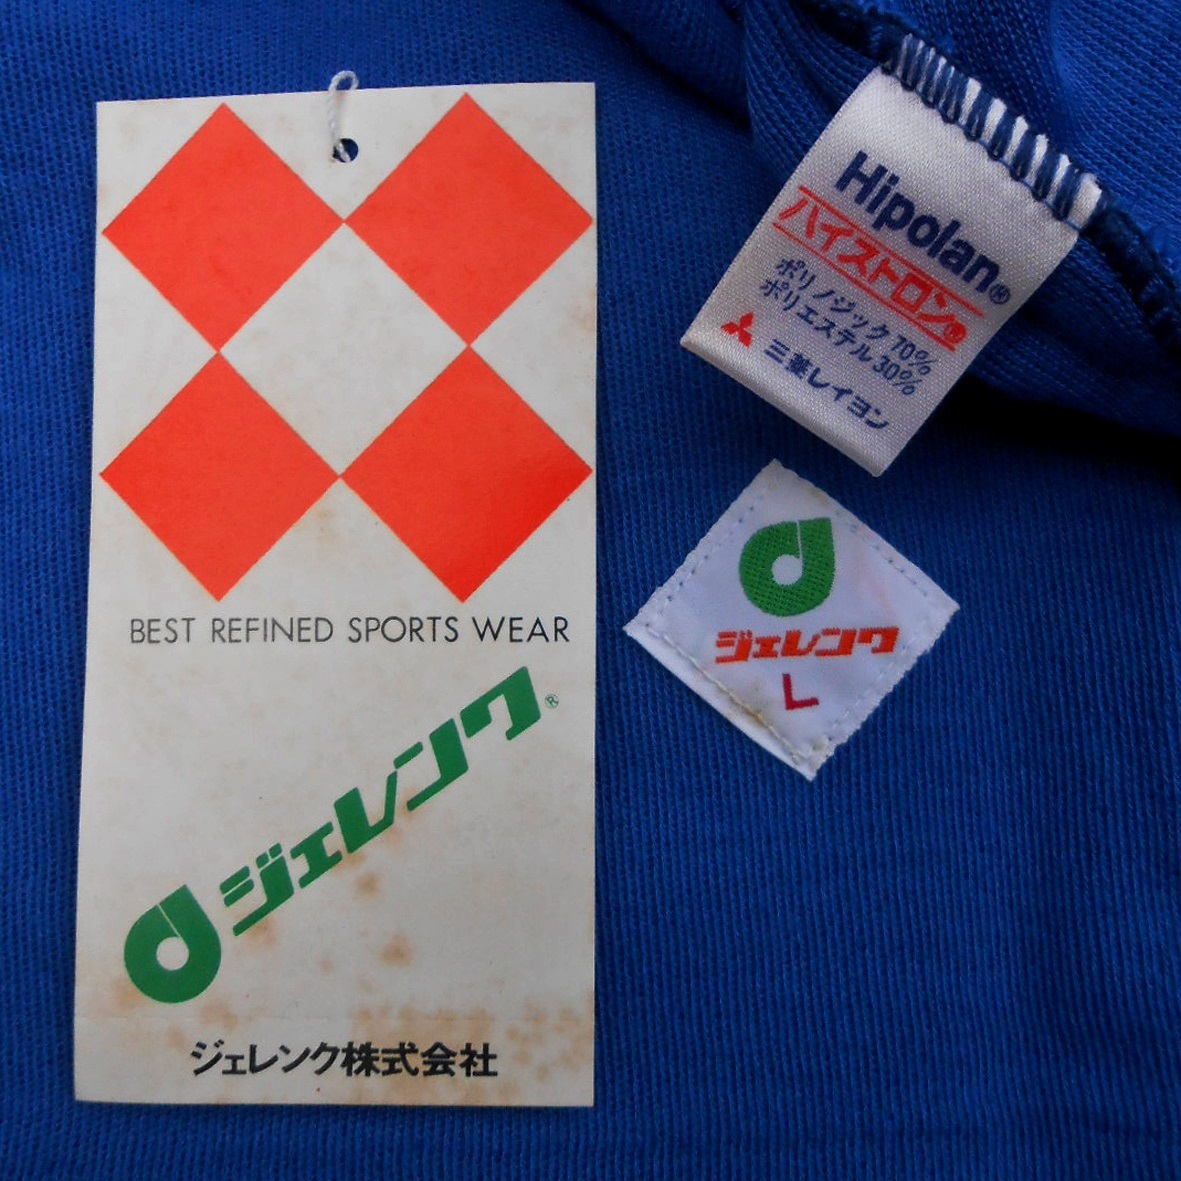 BEST REFINED SPORTS WEAR
ジェレンク®
ジェレンク株式会社
Hipolan®
ハイストロン®
ポリノジック70%
ポリエステル30%
三菱レイヨン
ジェレンク
L